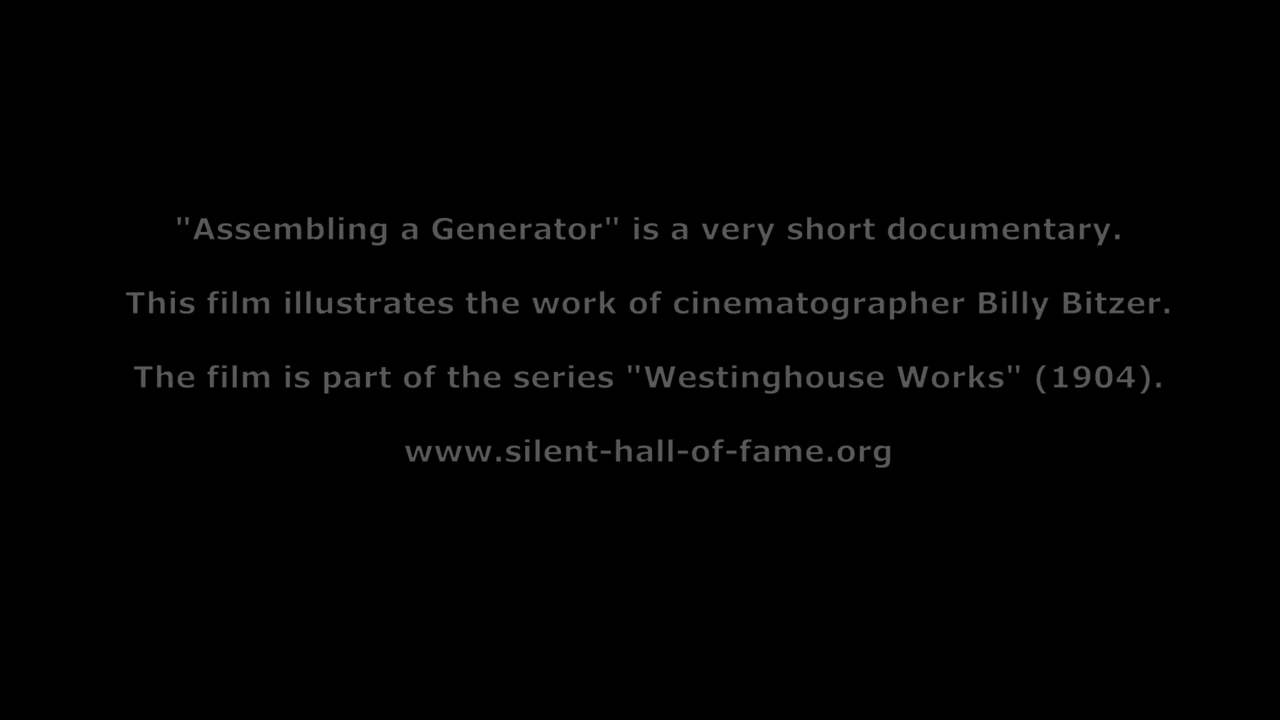 "Assembling a Generator" is a very short documentary.
This film illustrates the work of cinematographer Billy Bitzer.
The film is part of the series "Westinghouse Works" (1904).
www.silent-hall-of-fame.org